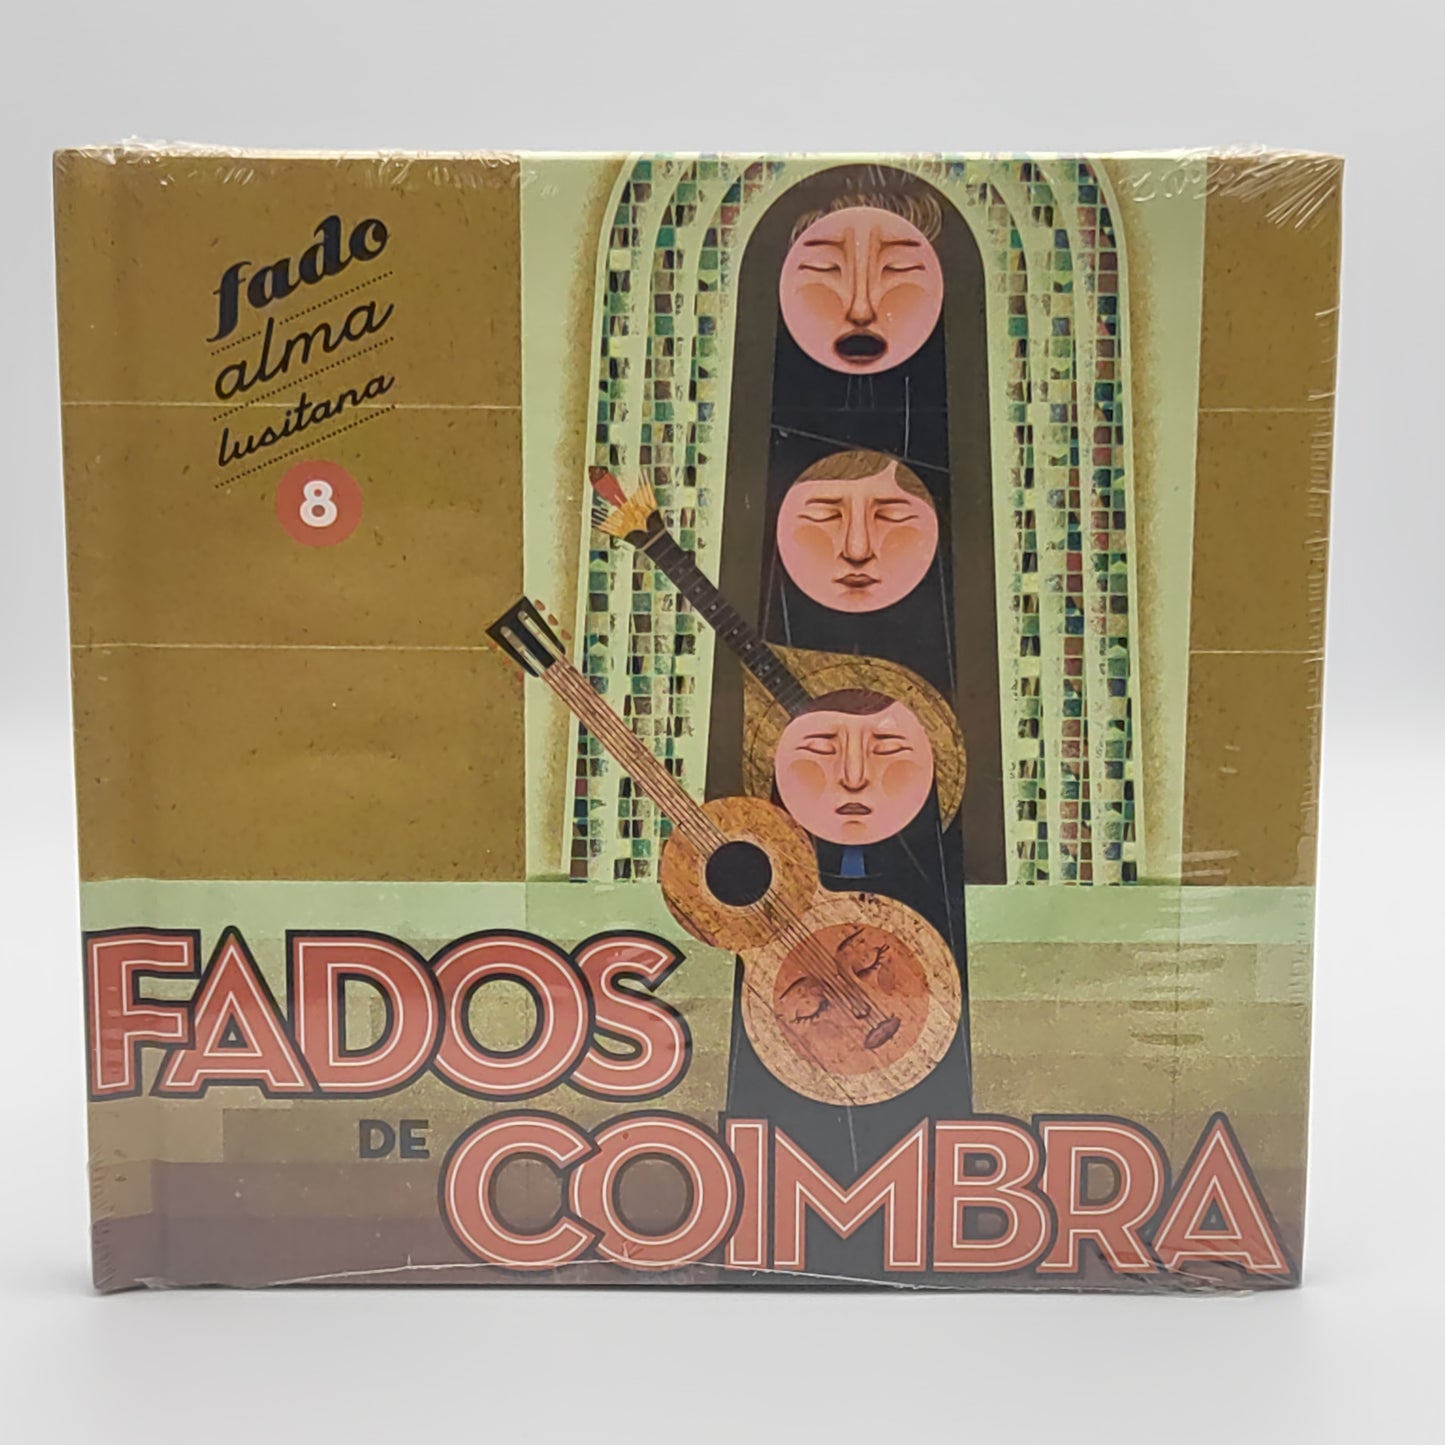 fado
alma
lusitana
8
FADOS
DE COIMBRA